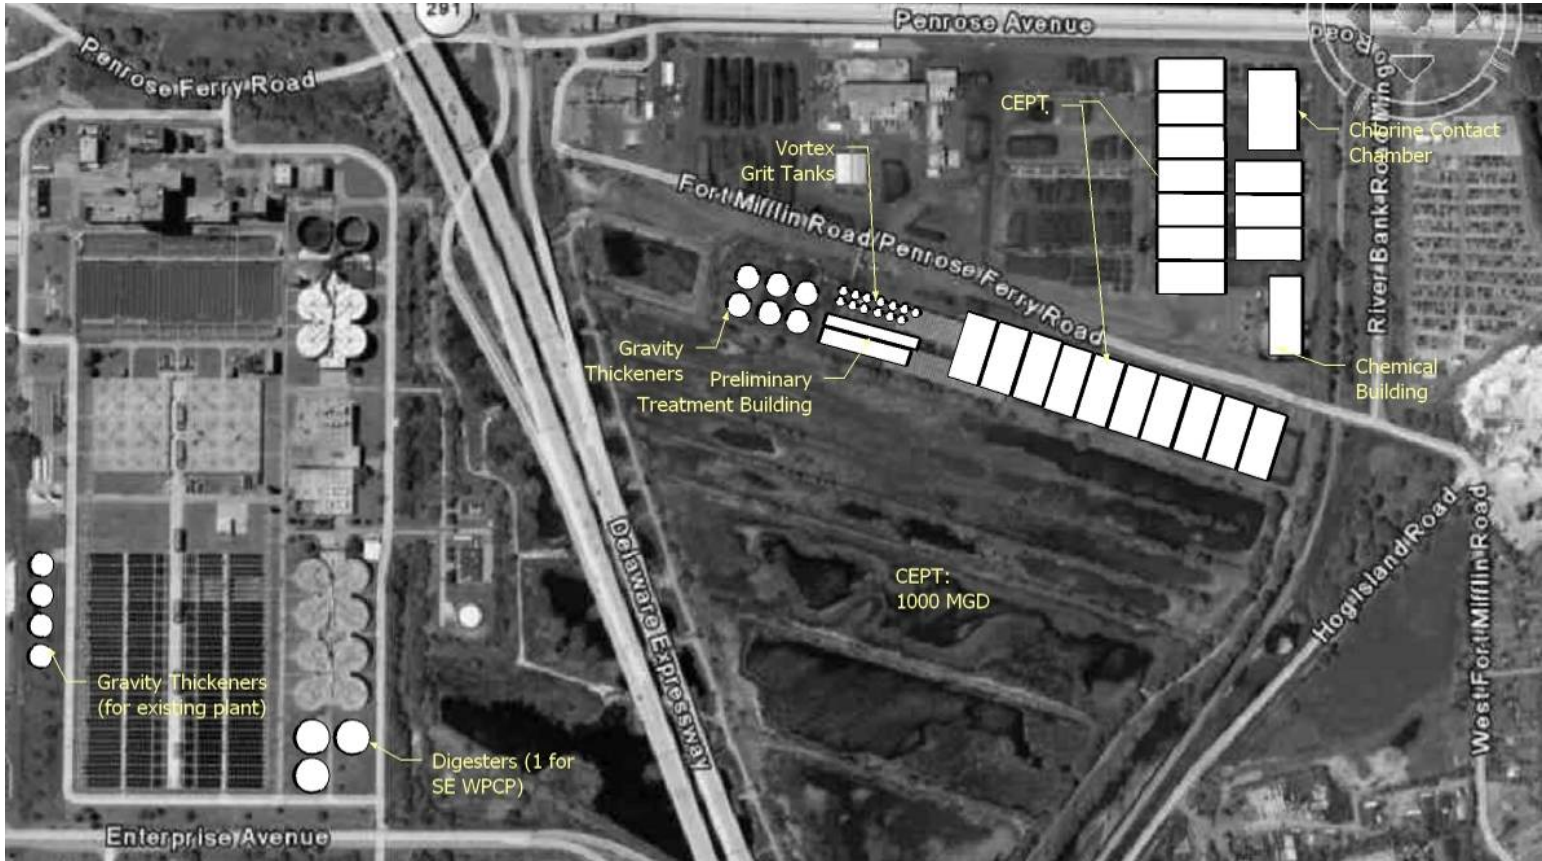 291
Penrose Avenue
Penrose Ferry Road
CEPT
Chlorine Contact
Chamber
River Bank Road/Mingo Road
Vortex
Grit Tanks
Fort Mifflin Road/Penrose Ferry Road
Gravity
Thickeners
Preliminary
Treatment Building
Chemical
Building
Delaware Expressway
CEPT:
1000 MGD
Hog Island Road
West Fort Mifflin Road
Gravity Thickeners
(for existing plant)
Digesters (1 for
SE WPCP)
Enterprise Avenue